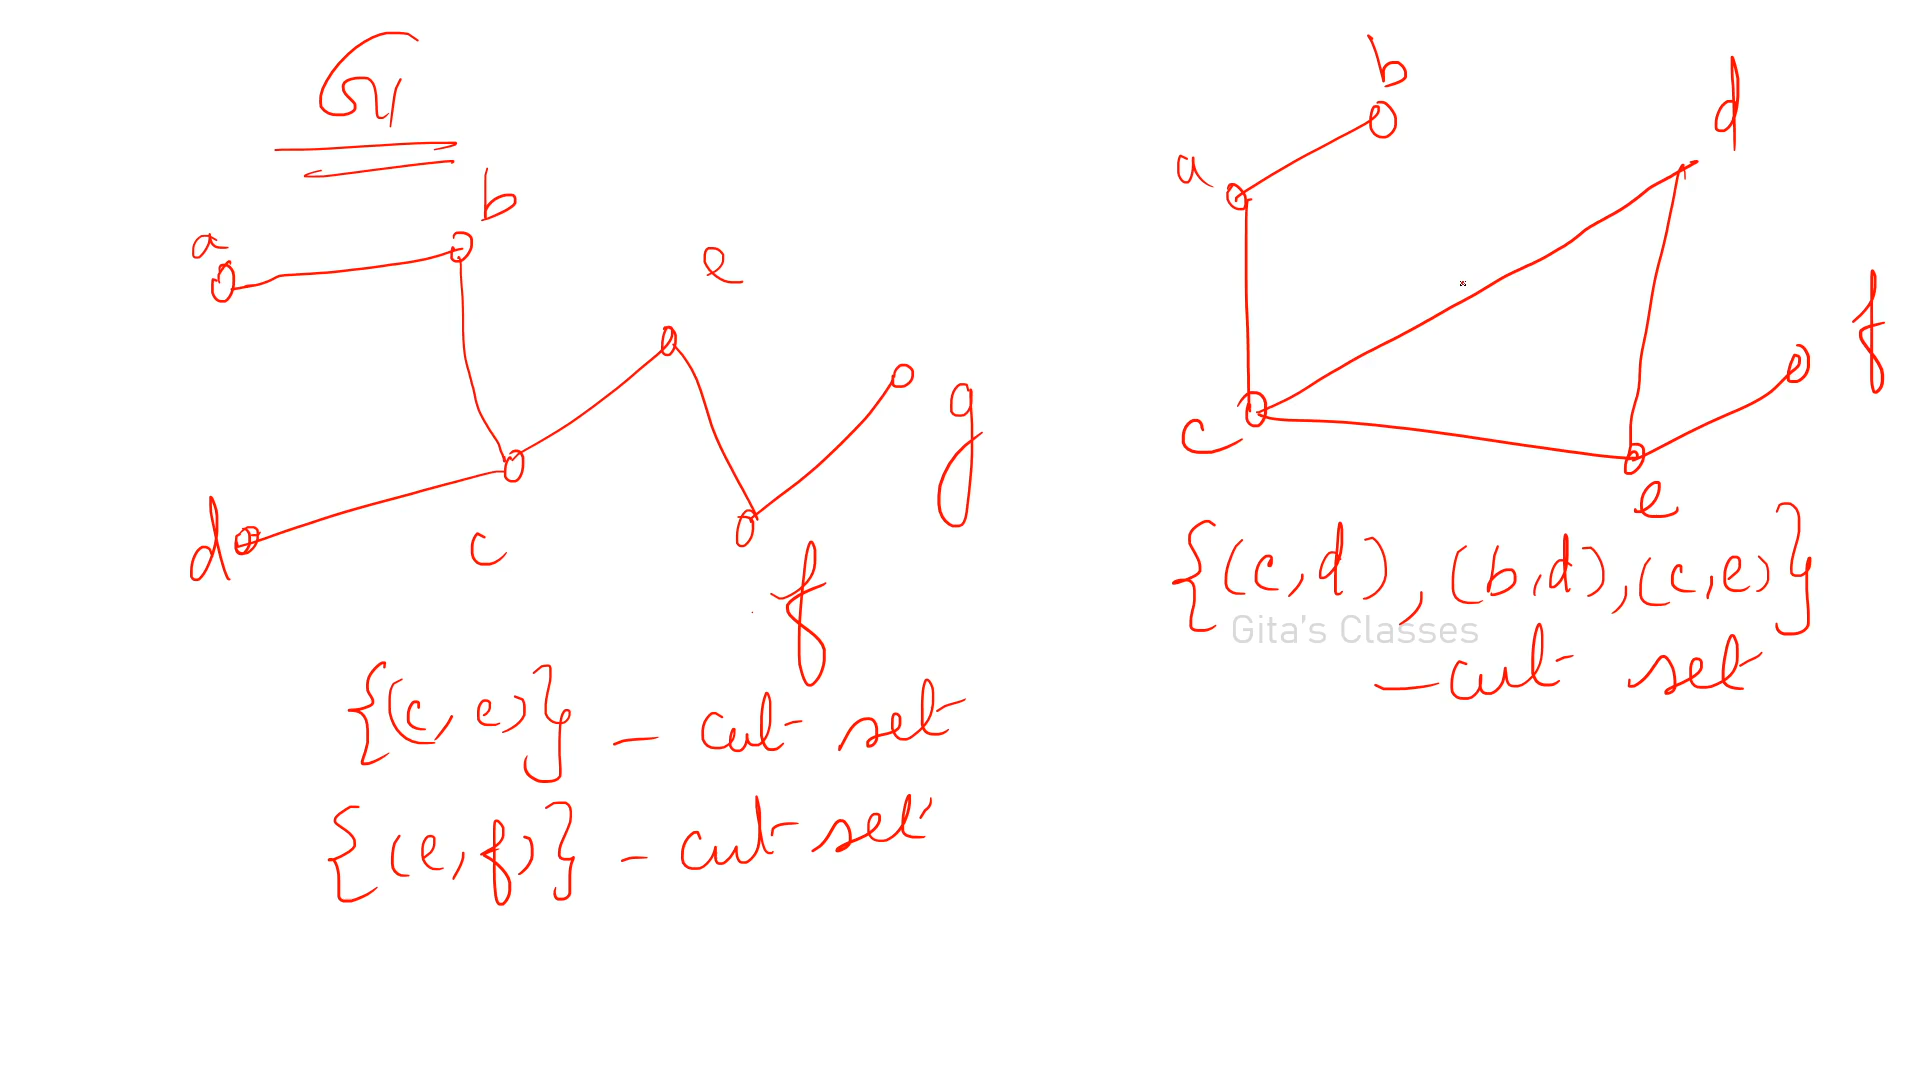 G1
a
b
e
g
d
c
f
{(c,e)} - cut set
{(e,f)} - cut set
b
d
a
f
c
e
{(c,d),(b,d),(c,e)}
Gita's Classes
- cut set